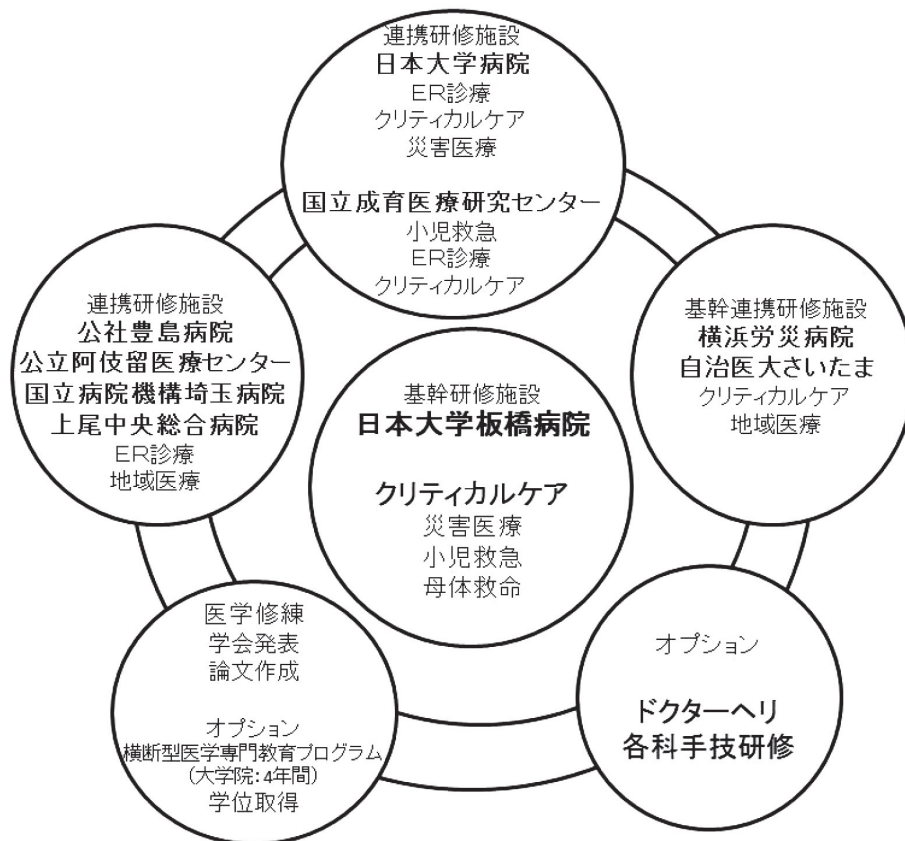 連携研修施設
日本大学病院
ER診療
クリティカルケア
災害医療
国立成育医療研究センター
小児救急
ER診療
クリティカルケア
連携研修施設
公社豊島病院
公立阿伎留医療センター
国立病院機構埼玉病院
上尾中央総合病院
ER診療
地域医療
基幹研修施設
日本大学板橋病院
クリティカルケア
災害医療
小児救急
母体救命
基幹連携研修施設
横浜労災病院
自治医大さいたま
クリティカルケア
地域医療
医学修練
学会発表
論文作成
オプション
横断型医学専門教育プログラム
(大学院:4年間)
学位取得
オプション
ドクターヘリ
各科手技研修